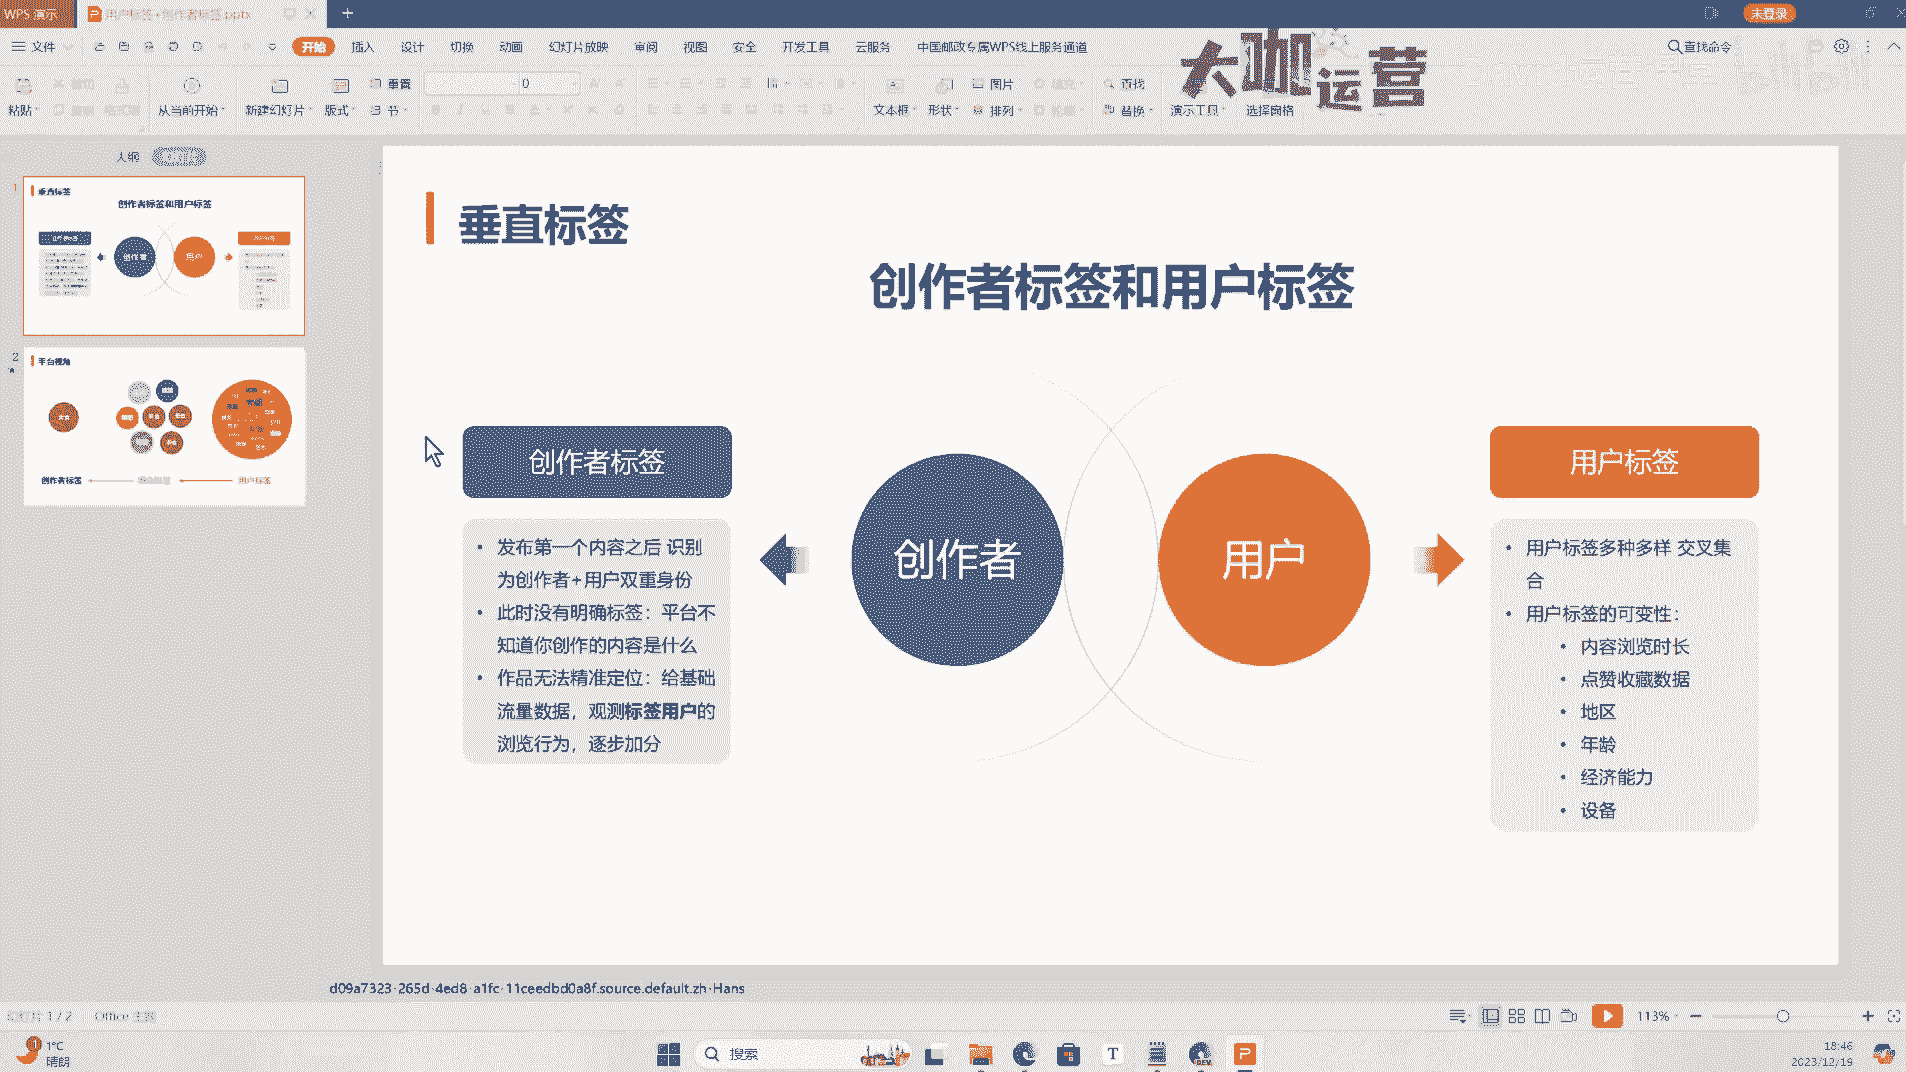 WPS 演示
用户标签+创作者标签.pptx
未登录
文件
开始
插入
设计
切换
动画
幻灯片放映
审阅
视图
安全
开发工具
云服务
中国邮政专属WPS线上服务通道
查找命令
大咖运营
粘贴
从当前开始
新建幻灯片
版式
重置
节
0
文本框
形状
图片
排列
查找
替换
演示工具
选择窗格
大纲
1
垂直标签
创作者标签和用户标签
创作者
用户
2
平台视角
创作者标签
用户标签
垂直标签
创作者标签和用户标签
创作者标签
• 发布第一个内容之后 识别
为创作者+用户双重身份
• 此时没有明确标签：平台不
知道你创作的内容是什么
• 作品无法精准定位：给基础
流量数据，观测标签用户的
浏览行为，逐步加分
创作者
用户
用户标签
• 用户标签多种多样 交叉集
合
• 用户标签的可变性：
• 内容浏览时长
• 点赞收藏数据
• 地区
• 年龄
• 经济能力
• 设备
d09a7323-265d-4ed8-a1fc-11ceedbd0a8f.source.default.zh-Hans
幻灯片 1 / 2
Office 主题
113%
1°C
晴朗
搜索
18:46
2023/12/19